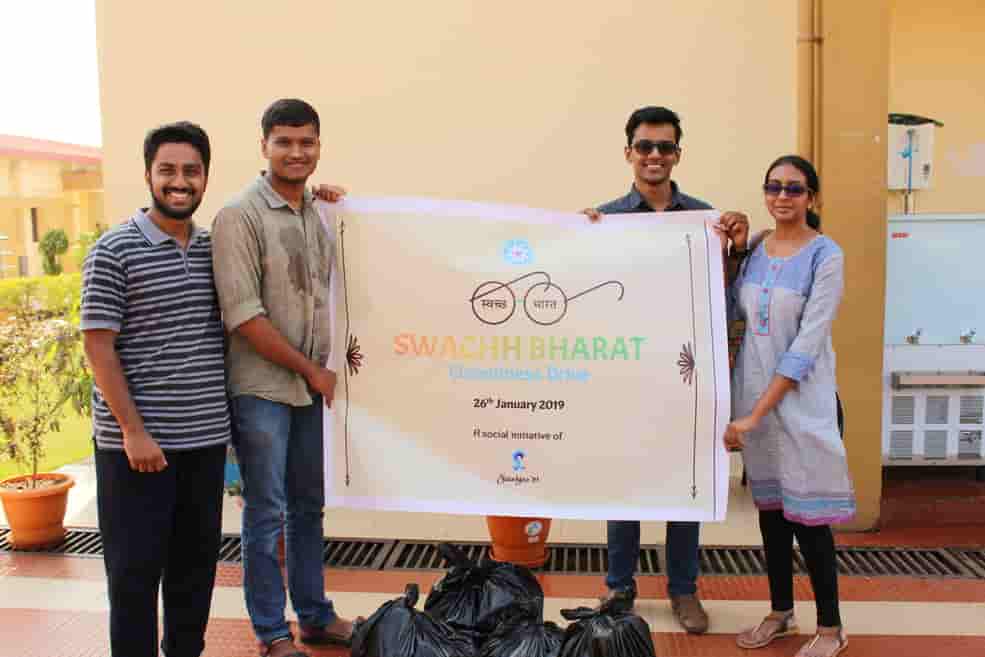 स्वच्छ भारत
SWACHH BHARAT
Cleanliness Drive
26th January 2019
A social initiative of